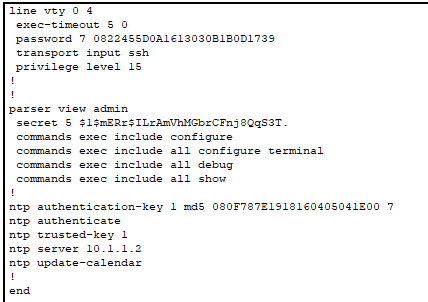 line vty 0 4
 exec-timeout 5 0
 password 7 0822455D0A1613030B1B0D1739
 transport input ssh
 privilege level 15
!
!
parser view admin
 secret 5 $1$mERr$ILrAmVhMGbrCFnj8QqS3T.
 commands exec include configure
 commands exec include all configure terminal
 commands exec include all debug
 commands exec include all show
!
ntp authentication-key 1 md5 080F787E1918160405041E00 7
ntp authenticate
ntp trusted-key 1
ntp server 10.1.1.2
ntp update-calendar
!
end